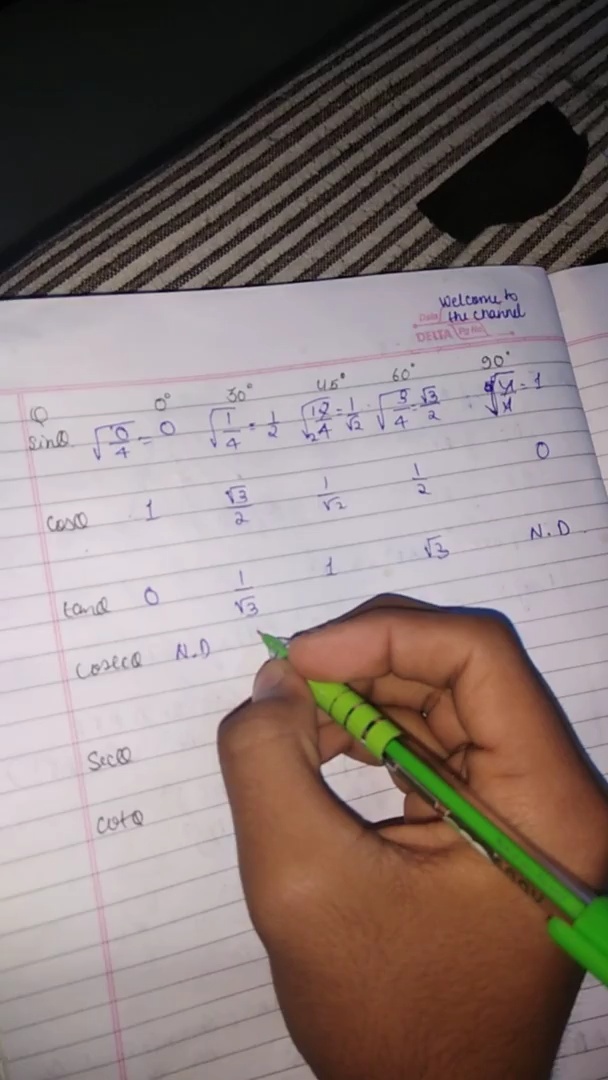 Welcome to
the channel
Date
DELTA Pg No.
θ 0° 30° 45° 60° 90°
sinθ √0/4 = 0 √1/4 = 1/2 √2/4 = 1/√2 √3/4 = √3/2 √4/4 = 1
cosθ 1 √3/2 1/√2 1/2 0
tanθ 0 1/√3 1 √3 N.D
cosecθ N.D
secθ
cotθ